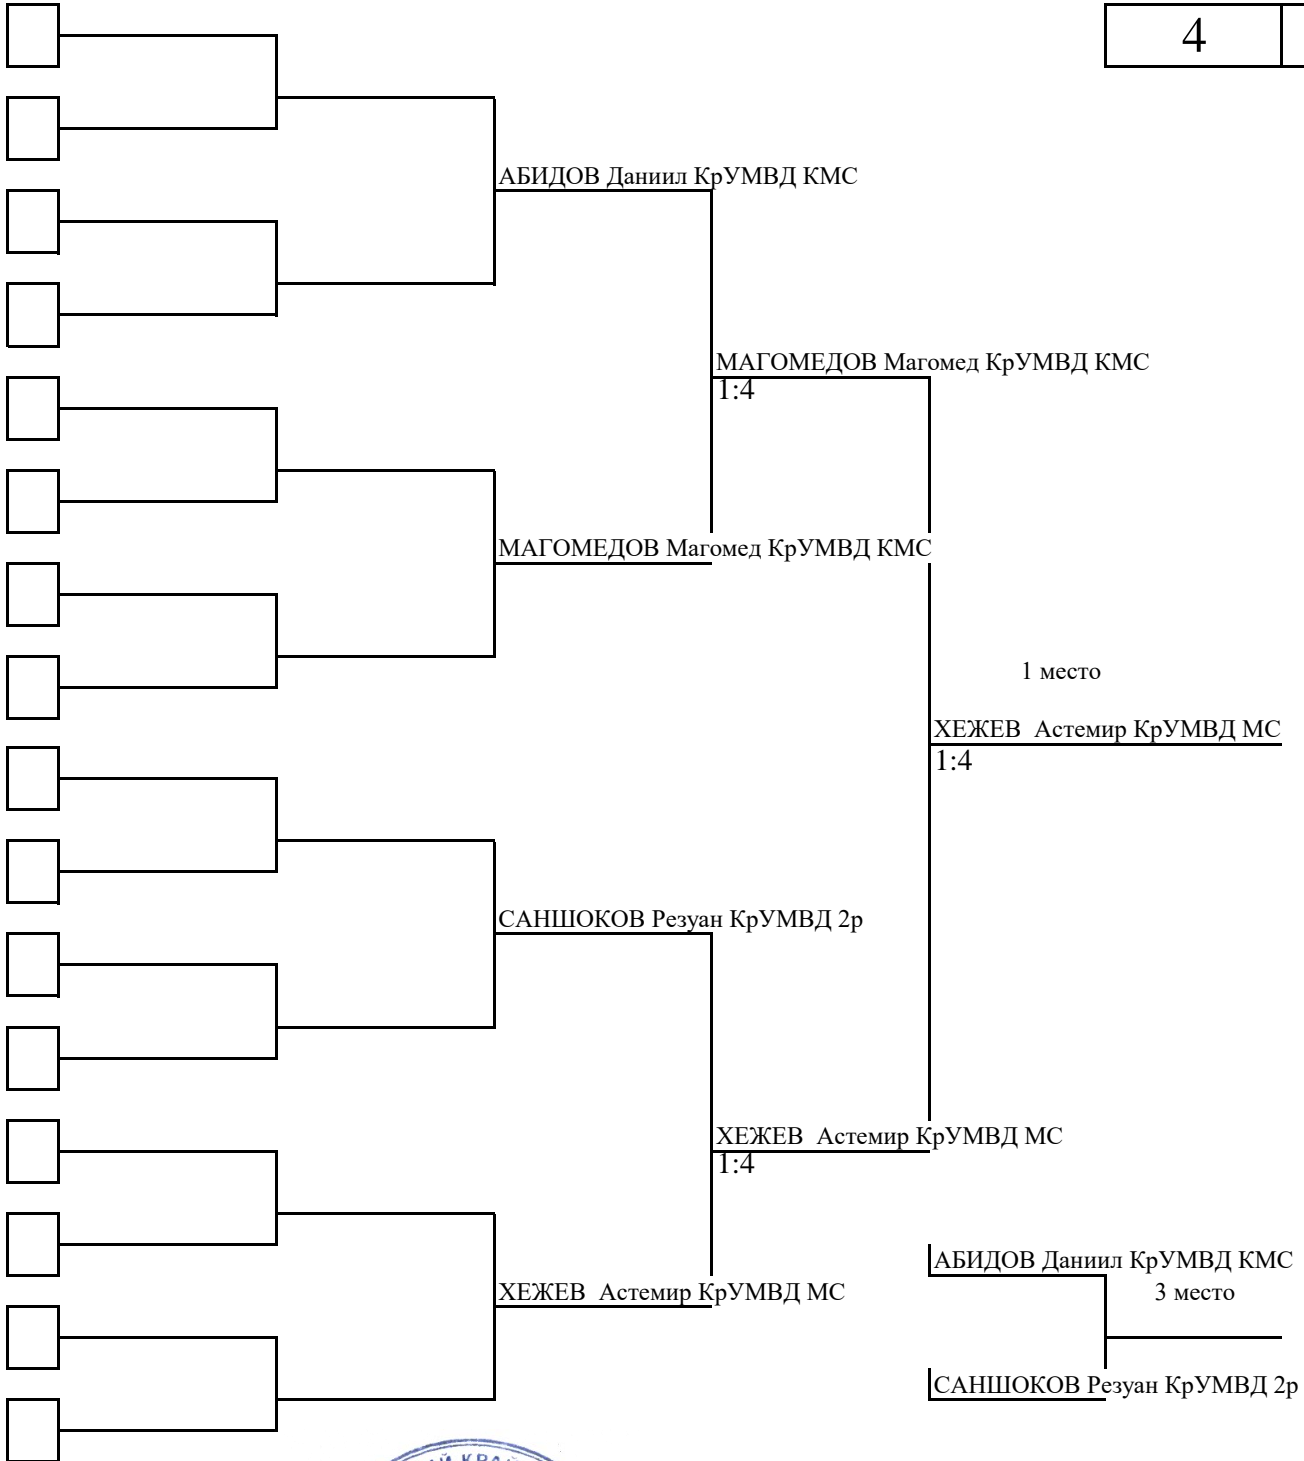 4
АБИДОВ Даниил КрУМВД КМС
МАГОМЕДОВ Магомед КрУМВД КМС
1:4
МАГОМЕДОВ Магомед КрУМВД КМС
1 место
ХЕЖЕВ  Астемир КрУМВД МС
1:4
САНШОКОВ Резуан КрУМВД 2р
ХЕЖЕВ  Астемир КрУМВД МС
1:4
АБИДОВ Даниил КрУМВД КМС
ХЕЖЕВ  Астемир КрУМВД МС
3 место
САНШОКОВ Резуан КрУМВД 2р